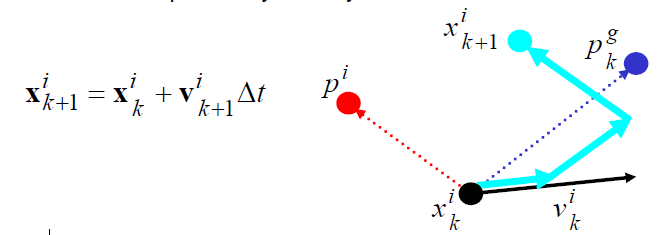 x^i_{k+1} = x^i_k + v^i_{k+1} Δt
x^i_{k+1}
p^g_k
p^i
x^i_k
v^i_k